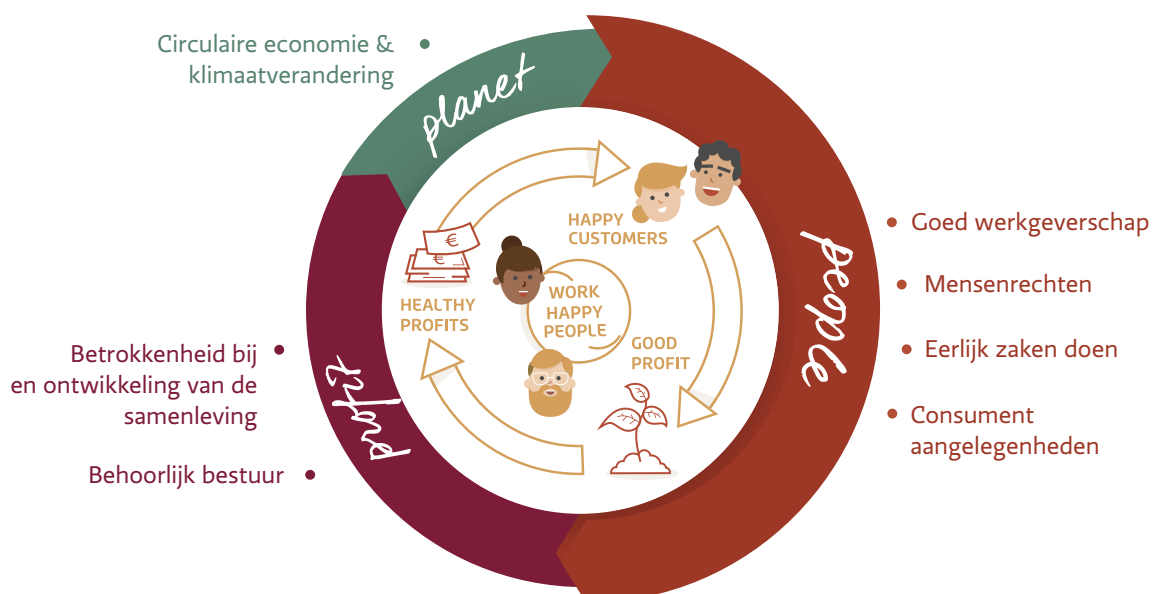 Circulaire economie &
klimaatverandering
planet
people
profit
Goed werkgeverschap
Mensenrechten
Eerlijk zaken doen
Consument
aangelegenheden
Betrokkenheid bij
en ontwikkeling van de
samenleving
Behoorlijk bestuur
HAPPY
CUSTOMERS
WORK
HAPPY
PEOPLE
GOOD
PROFIT
HEALTHY
PROFITS
€
€